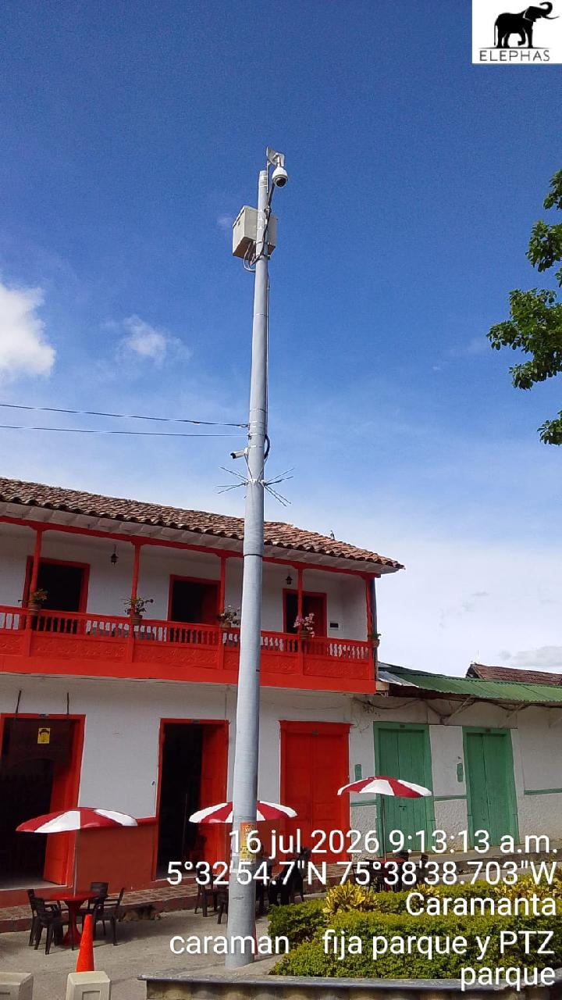 ELEPHAS
16 jul 2026 9:13:13 a.m.
5°32'54.7"N 75°38'38.703"W
Caramanta
caraman fija parque y PTZ
parque